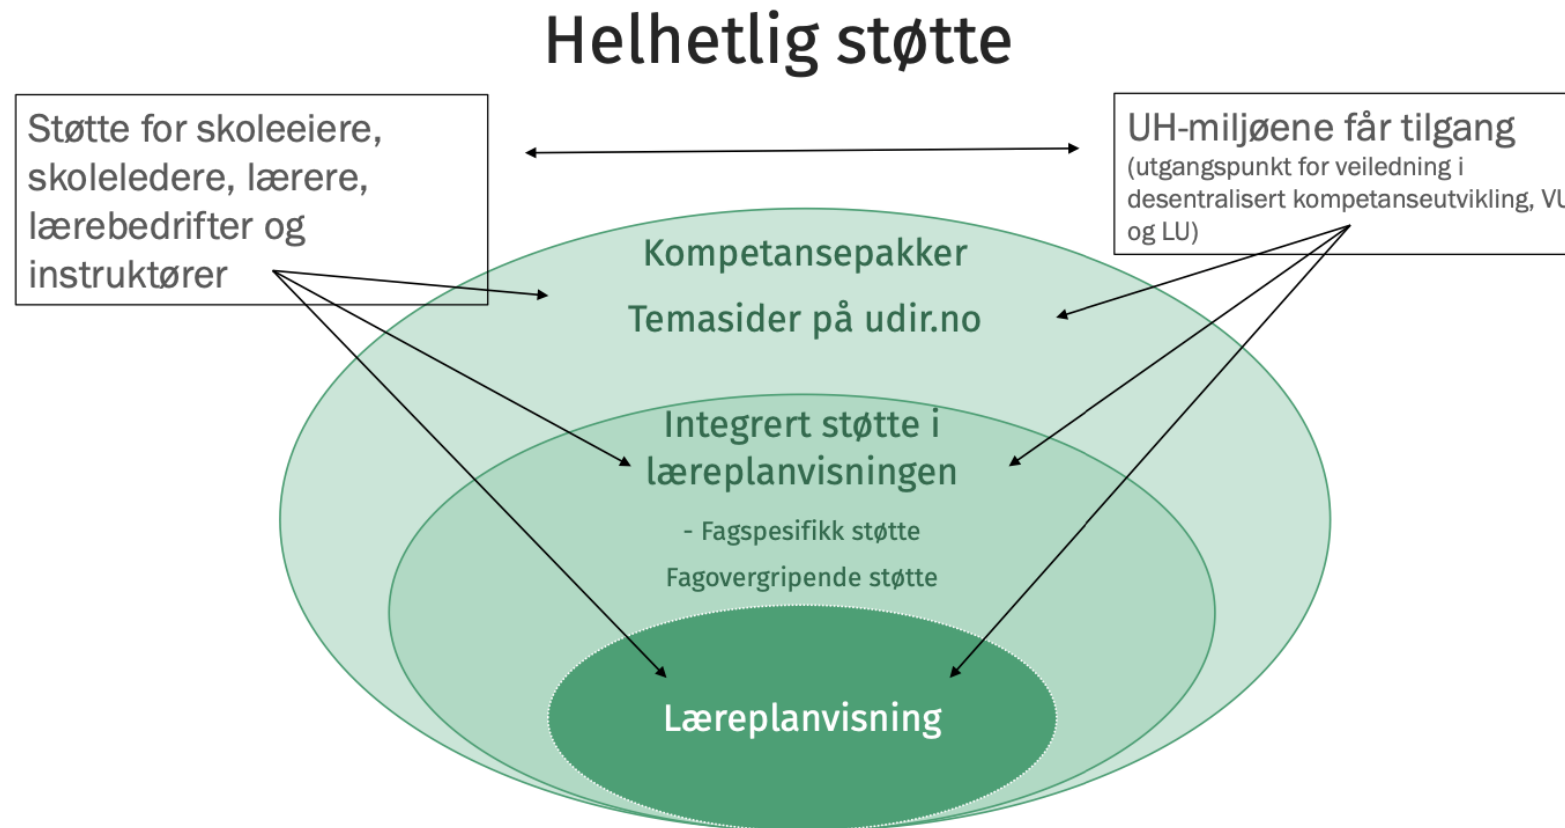 Helhetlig støtte
Støtte for skoleeiere,
skoleledere, lærere,
lærebedrifter og
instruktører
UH-miljøene får tilgang
(utgangspunkt for veiledning i
desentralisert kompetanseutvikling, VU
og LU)
Kompetansepakker
Temasider på udir.no
Integrert støtte i
læreplanvisningen
- Fagspesifikk støtte
Fagovergripende støtte
Læreplanvisning